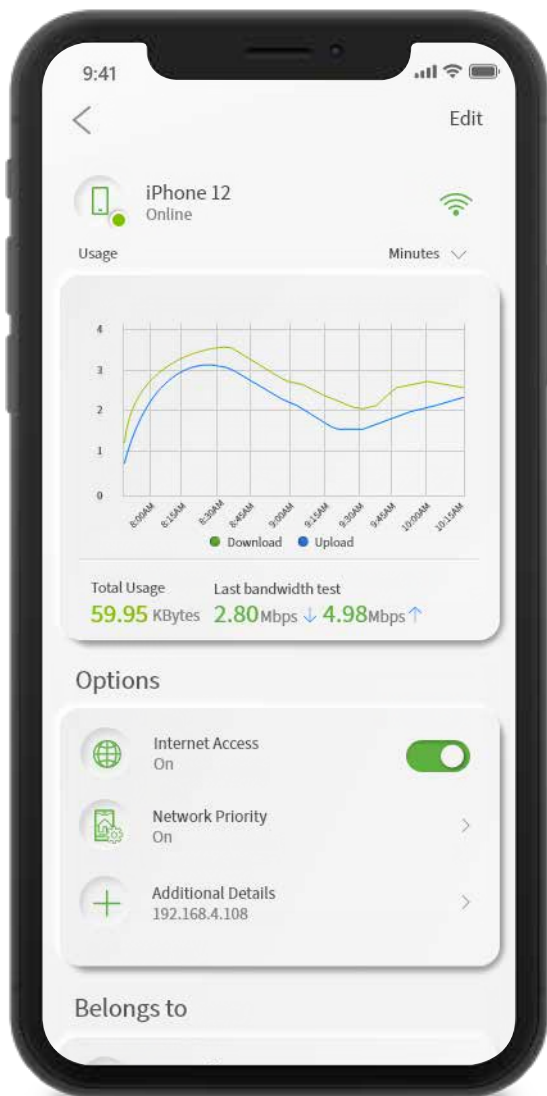 9:41
Edit
iPhone 12
Online
Usage
Minutes
4
3
2
1
0
8:00AM 8:15AM 8:30AM 8:45AM 9:00AM 9:15AM 9:30AM 9:45AM 10:00AM 10:15AM
Download Upload
Total Usage Last bandwidth test
59.95 KBytes 2.80 Mbps ↓ 4.98Mbps ↑
Options
Internet Access
On
Network Priority
On
Additional Details
192.168.4.108
Belongs to